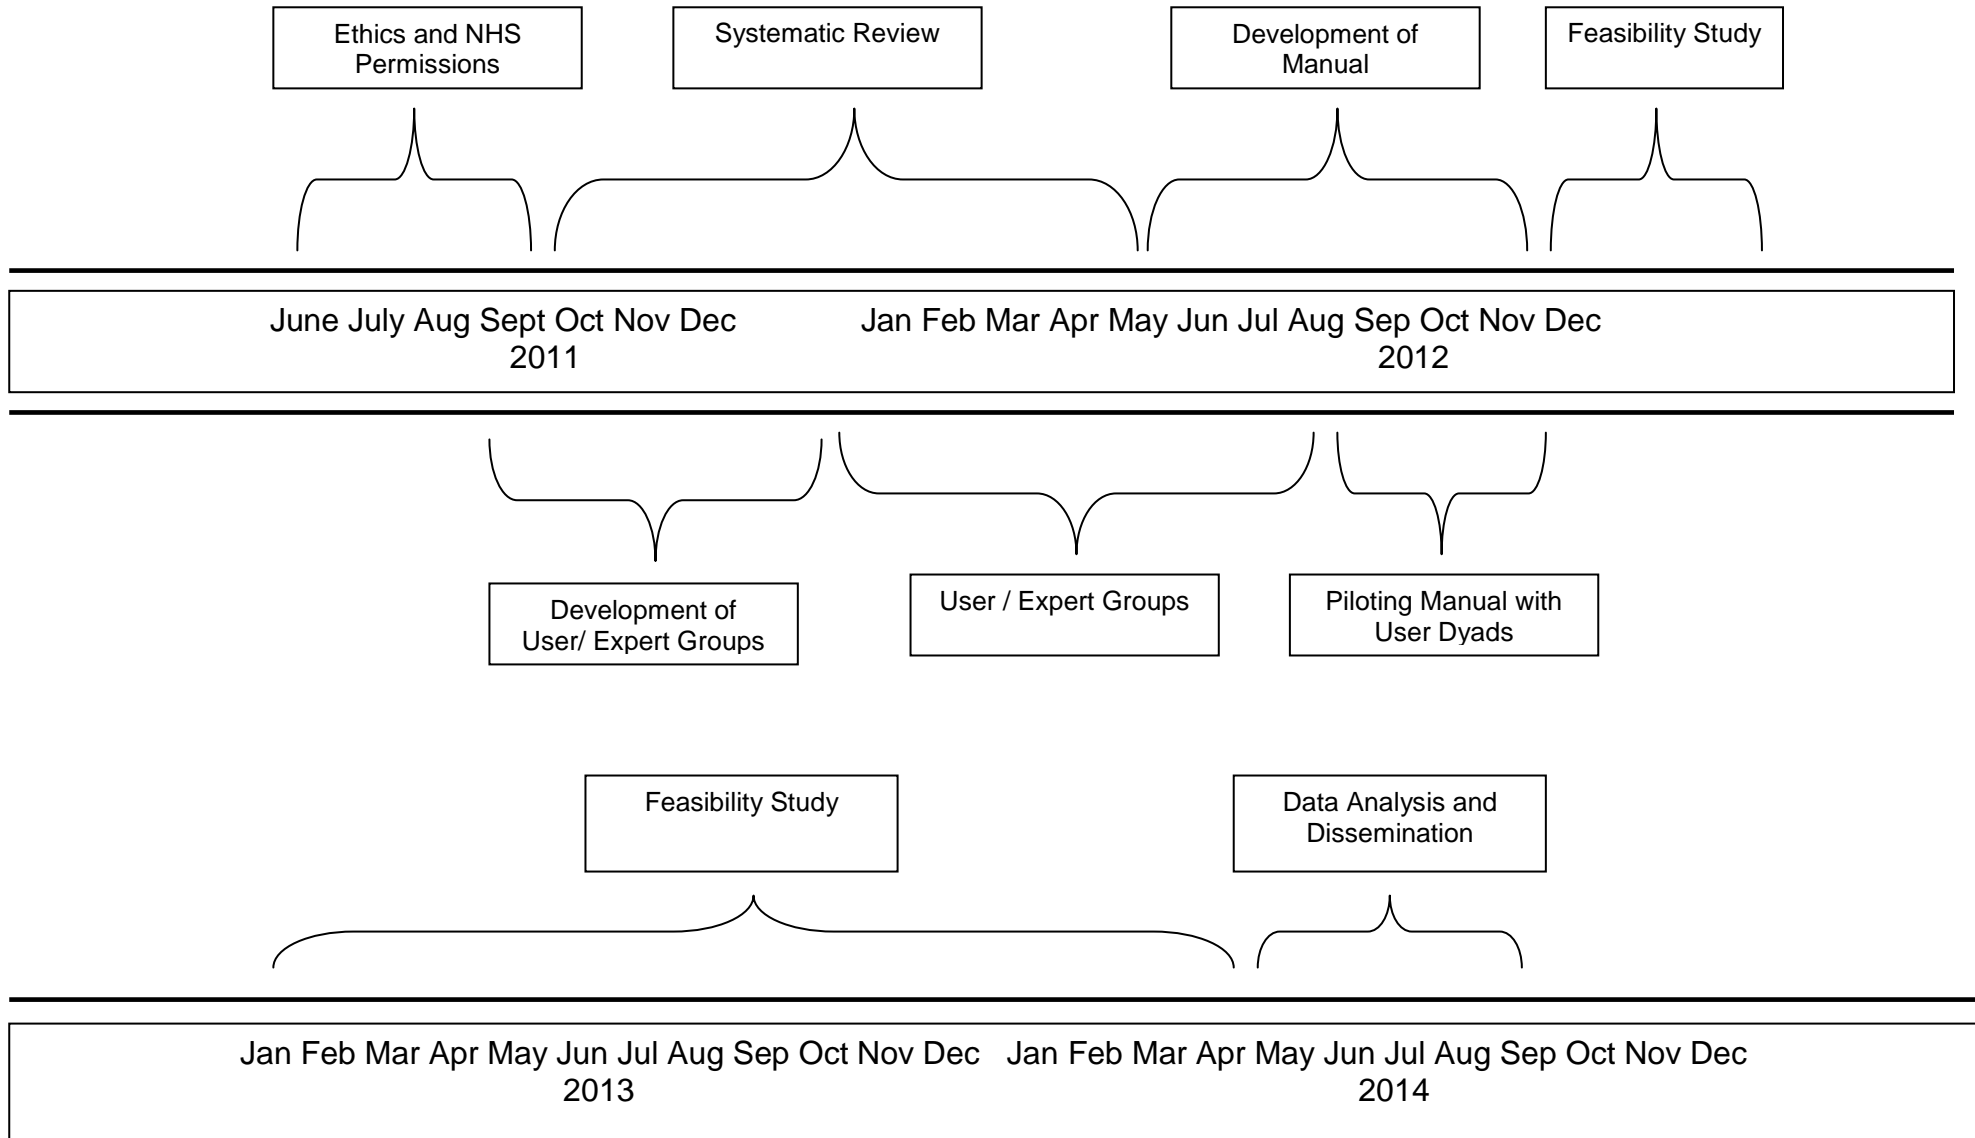 Ethics and NHS
Permissions
Systematic Review
Development of
Manual
Feasibility Study
June July Aug Sept Oct Nov Dec
2011
Jan Feb Mar Apr May Jun Jul Aug Sep Oct Nov Dec
2012
Development of
User/ Expert Groups
User / Expert Groups
Piloting Manual with
User Dyads
Feasibility Study
Data Analysis and
Dissemination
Jan Feb Mar Apr May Jun Jul Aug Sep Oct Nov Dec
2013
Jan Feb Mar Apr May Jun Jul Aug Sep Oct Nov Dec
2014